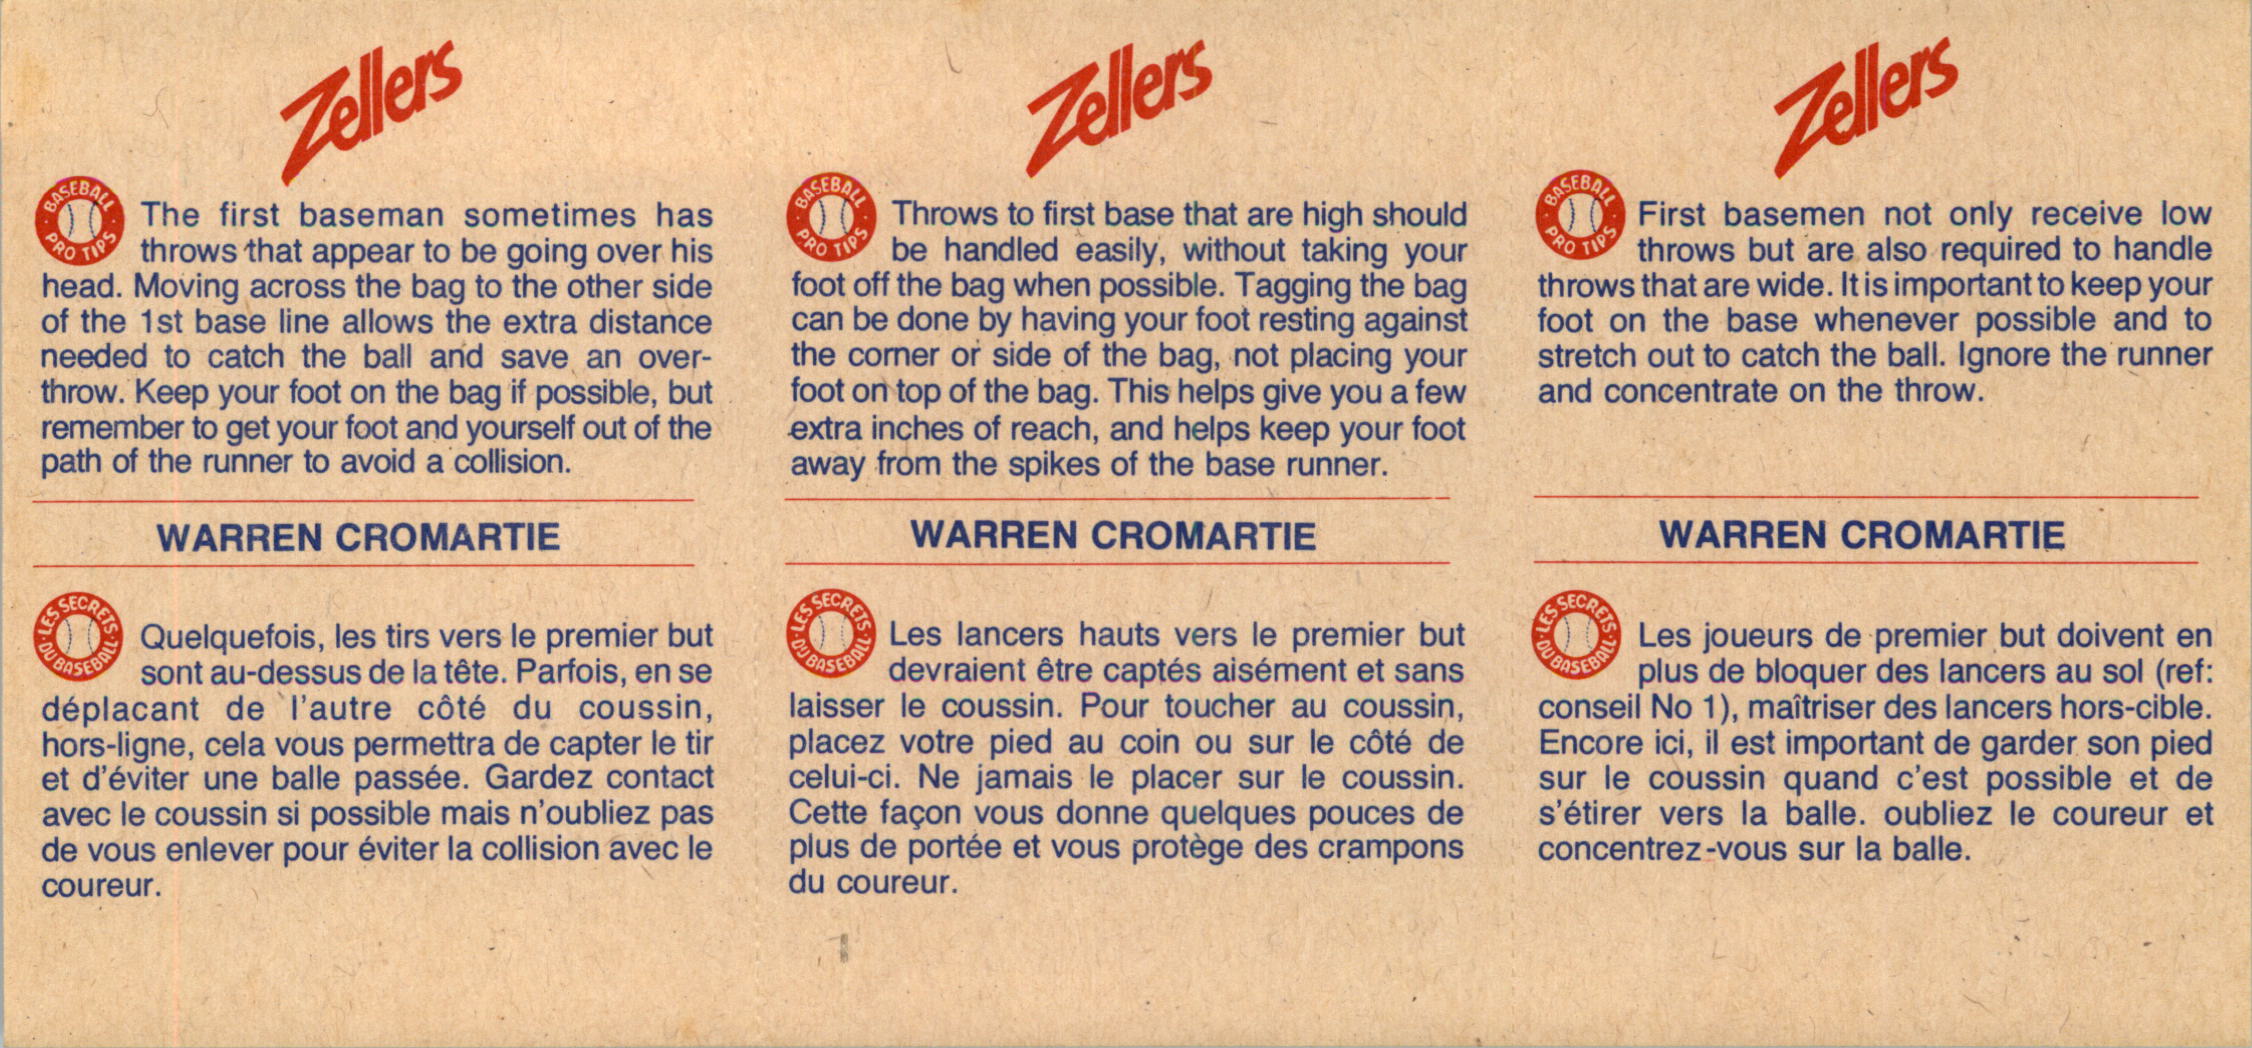 Zellers
BASEBALL PRO TIPS
The first baseman sometimes has
throws that appear to be going over his
head. Moving across the bag to the other side
of the 1st base line allows the extra distance
needed to catch the ball and save an over-
throw. Keep your foot on the bag if possible, but
remember to get your foot and yourself out of the
path of the runner to avoid a collision.
WARREN CROMARTIE
LES SECRETS DU BASEBALL
Quelquefois, les tirs vers le premier but
sont au-dessus de la tête. Parfois, en se
déplacant de l'autre côté du coussin,
hors-ligne, cela vous permettra de capter le tir
et d'éviter une balle passée. Gardez contact
avec le coussin si possible mais n'oubliez pas
de vous enlever pour éviter la collision avec le
coureur.
Zellers
BASEBALL PRO TIPS
Throws to first base that are high should
be handled easily, without taking your
foot off the bag when possible. Tagging the bag
can be done by having your foot resting against
the corner or side of the bag, not placing your
foot on top of the bag. This helps give you a few
extra inches of reach, and helps keep your foot
away from the spikes of the base runner.
WARREN CROMARTIE
LES SECRETS DU BASEBALL
Les lancers hauts vers le premier but
devraient être captés aisément et sans
laisser le coussin. Pour toucher au coussin,
placez votre pied au coin ou sur le côté de
celui-ci. Ne jamais le placer sur le coussin.
Cette façon vous donne quelques pouces de
plus de portée et vous protège des crampons
du coureur.
Zellers
BASEBALL PRO TIPS
First basemen not only receive low
throws but are also required to handle
throws that are wide. It is important to keep your
foot on the base whenever possible and to
stretch out to catch the ball. Ignore the runner
and concentrate on the throw.
WARREN CROMARTIE
LES SECRETS DU BASEBALL
Les joueurs de premier but doivent en
plus de bloquer des lancers au sol (ref:
conseil No 1), maîtriser des lancers hors-cible.
Encore ici, il est important de garder son pied
sur le coussin quand c'est possible et de
s'étirer vers la balle. oubliez le coureur et
concentrez-vous sur la balle.